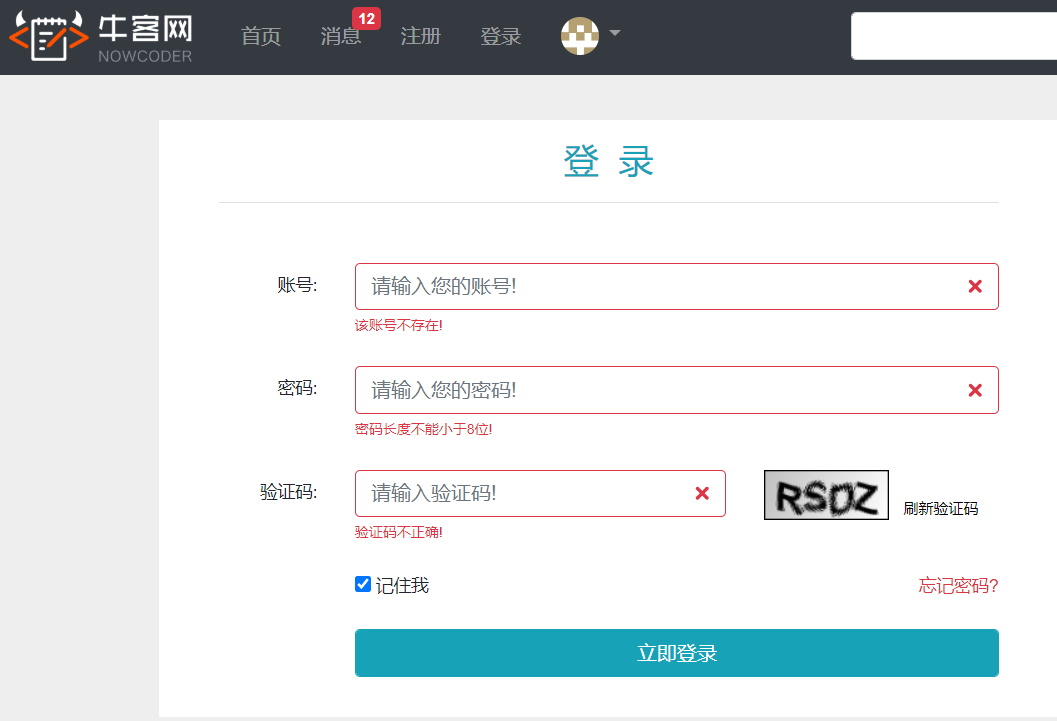 牛客网
NOWCODER
首页 消息 12 注册 登录
登 录
账号: 请输入您的账号!
该账号不存在!
密码: 请输入您的密码!
密码长度不能小于8位!
验证码: 请输入验证码! RSDZ 刷新验证码
验证码不正确!
记住我 忘记密码?
立即登录